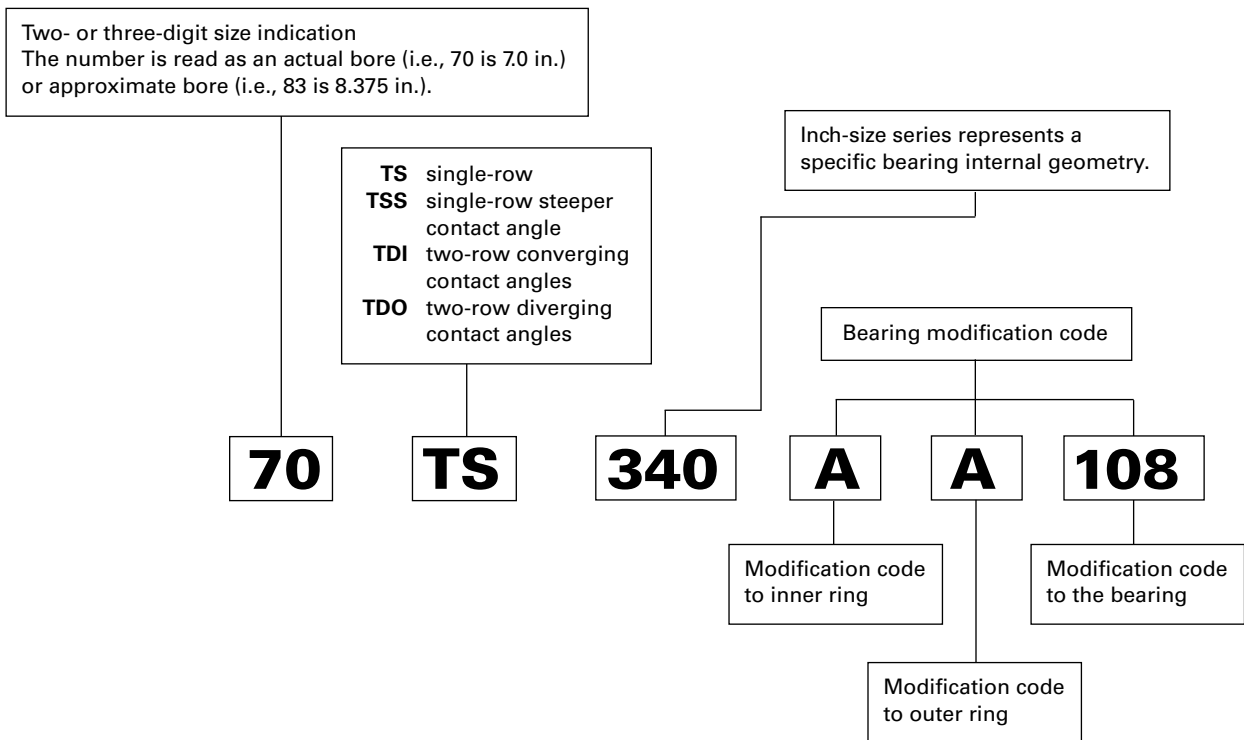 Two- or three-digit size indication
The number is read as an actual bore (i.e., 70 is 7.0 in.)
or approximate bore (i.e., 83 is 8.375 in.).
Inch-size series represents a
specific bearing internal geometry.
TS single-row
TSS single-row steeper
contact angle
TDI two-row converging
contact angles
TDO two-row diverging
contact angles
Bearing modification code
70 TS 340 A A 108
Modification code
to inner ring
Modification code
to the bearing
Modification code
to outer ring